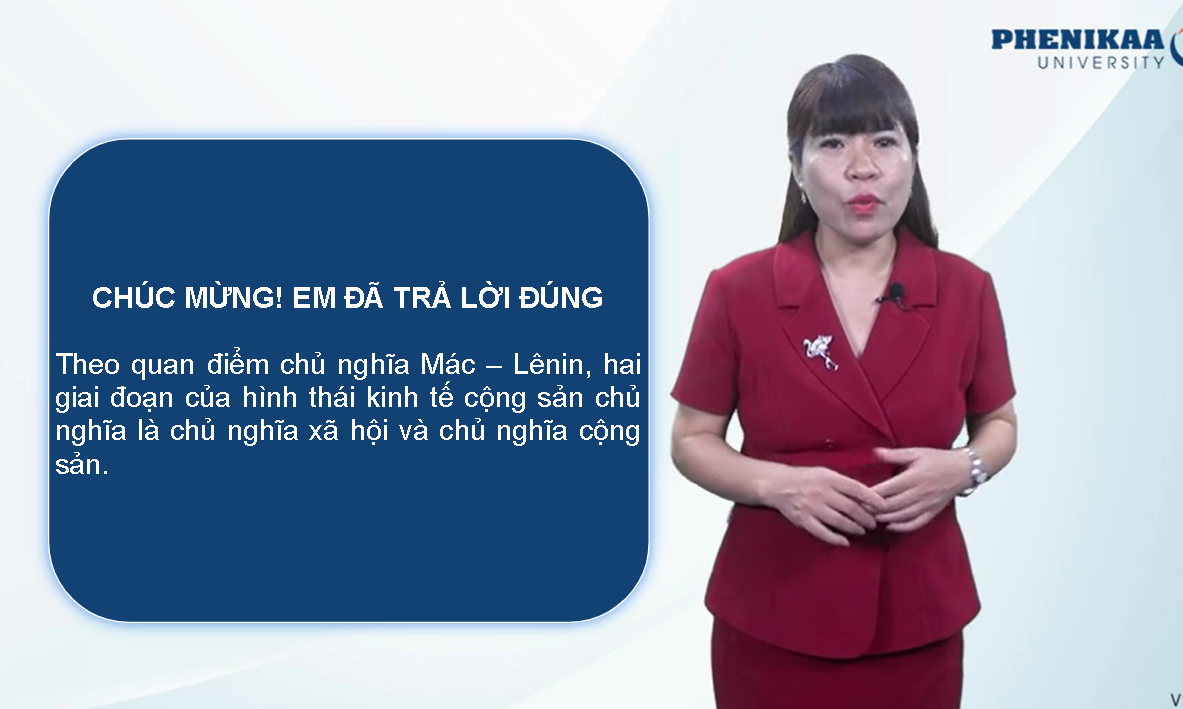 PHENIKAA
UNIVERSITY
CHÚC MỪNG! EM ĐÃ TRẢ LỜI ĐÚNG
Theo quan điểm chủ nghĩa Mác – Lênin, hai
giai đoạn của hình thái kinh tế cộng sản chủ
nghĩa là chủ nghĩa xã hội và chủ nghĩa cộng
sản.